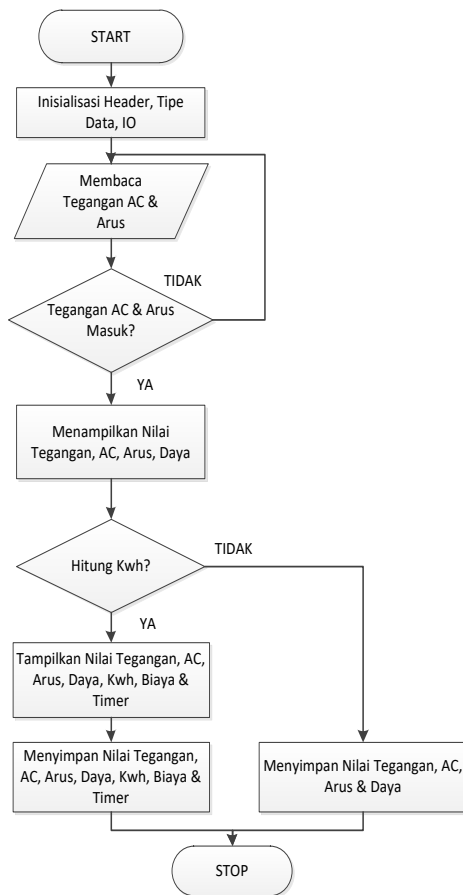 START
Inisialisasi Header, Tipe
Data, IO
Membaca
Tegangan AC &
Arus
TIDAK
Tegangan AC & Arus
Masuk?
YA
Menampilkan Nilai
Tegangan, AC, Arus, Daya
TIDAK
Hitung Kwh?
YA
Tampilkan Nilai Tegangan, AC,
Arus, Daya, Kwh, Biaya &
Timer
Menyimpan Nilai Tegangan,
AC, Arus, Daya, Kwh, Biaya &
Timer
Menyimpan Nilai Tegangan, AC,
Arus & Daya
STOP